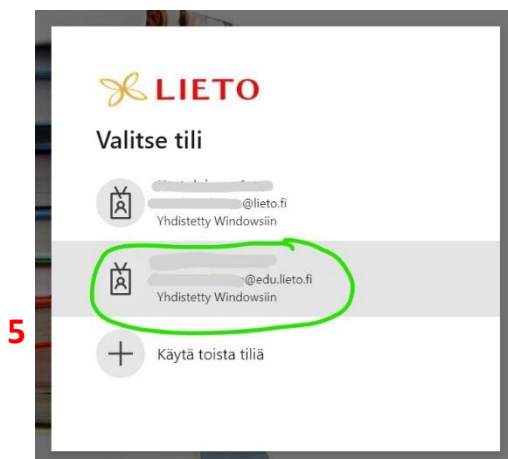 LIETO
Valitse tili
@lieto.fi
Yhdistetty Windowsiin
@edu.lieto.fi
Yhdistetty Windowsiin
5
Käytä toista tiliä